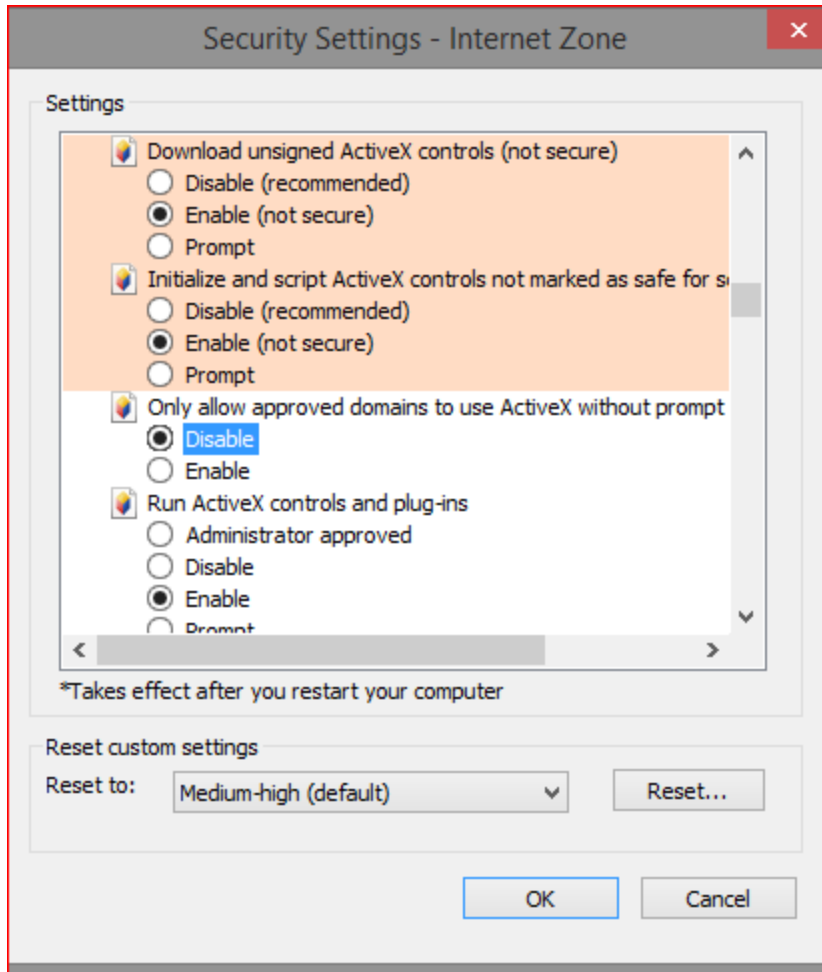 Security Settings - Internet Zone
Settings
Download unsigned ActiveX controls (not secure)
Disable (recommended)
Enable (not secure)
Prompt
Initialize and script ActiveX controls not marked as safe for
Disable (recommended)
Enable (not secure)
Prompt
Only allow approved domains to use ActiveX without prompt
Disable
Enable
Run ActiveX controls and plug-ins
Administrator approved
Disable
Enable
Prompt
*Takes effect after you restart your computer
Reset custom settings
Reset to:
Medium-high (default)
Reset...
OK
Cancel